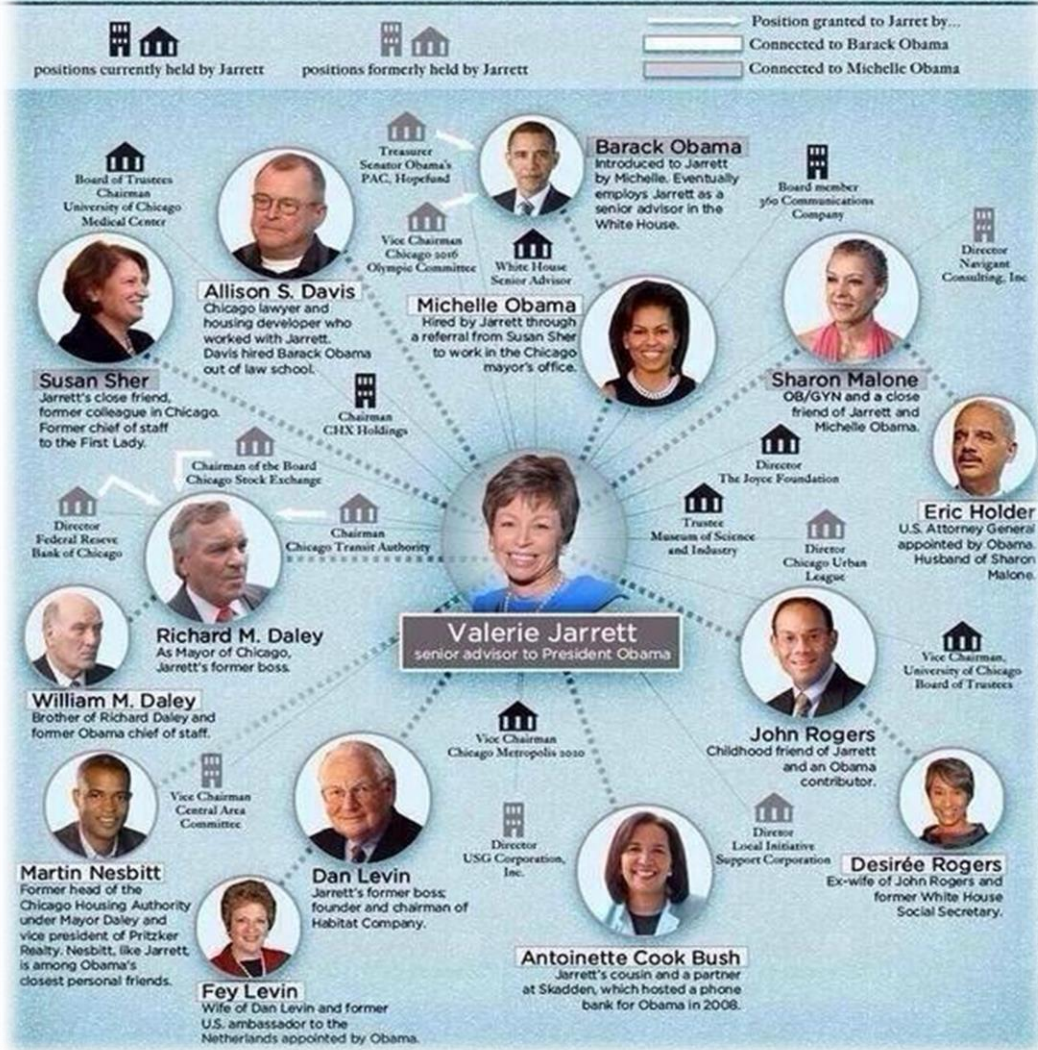 positions currently held by Jarrett
positions formerly held by Jarrett
Position granted to Jarret by...
Connected to Barack Obama
Connected to Michelle Obama
Treasurer
Senator Obama's
PAC, Hopefund
Barack Obama
Introduced to Jarrett
by Michelle. Eventually
employs Jarrett as a
senior advisor in the
White House.
Board of Trustees
Chairman
University of Chicago
Medical Center
Board member
360 Communications
Company
Vice Chairman
Chicago 2016
Olympic Committee
White House
Senior Advisor
Director
Navigant
Consulting, Inc
Allison S. Davis
Chicago lawyer and
housing developer who
worked with Jarrett.
Davis hired Barack Obama
out of law school.
Michelle Obama
Hired by Jarrett through
a referral from Susan Sher
to work in the Chicago
mayor's office.
Susan Sher
Jarrett's close friend,
former colleague in Chicago.
Former chief of staff
to the First Lady.
Sharon Malone
OB/GYN and a close
friend of Jarrett and
Michelle Obama.
Chairman
CHX Holdings
Chairman of the Board
Chicago Stock Exchange
Director
The Joyce Foundation
Director
Federal Reseve
Bank of Chicago
Chairman
Chicago Transit Authority
Trustee
Museum of Science
and Industry
Director
Chicago Urban
League
Eric Holder
U.S. Attorney General
appointed by Obama.
Husband of Sharon
Malone.
Richard M. Daley
As Mayor of Chicago,
Jarrett's former boss.
Valerie Jarrett
senior advisor to President Obama
Vice Chairman,
University of Chicago
Board of Trustees
William M. Daley
Brother of Richard Daley and
former Obama chief of staff.
Vice Chairman
Chicago Metropolis 2020
John Rogers
Childhood friend of Jarrett
and an Obama
contributor.
Vice Chairman
Central Area
Committee
Director
USG Corporation,
Inc.
Director
Local Initiative
Support Corporation
Martin Nesbitt
Former head of the
Chicago Housing Authority
under Mayor Daley and
vice president of Pritzker
Realty. Nesbitt, like Jarrett,
is among Obama's
closest personal friends.
Dan Levin
Jarrett's former boss;
founder and chairman of
Habitat Company.
Desirée Rogers
Ex-wife of John Rogers and
former White House
Social Secretary.
Antoinette Cook Bush
Jarrett's cousin and a partner
at Skadden, which hosted a phone
bank for Obama in 2008.
Fey Levin
Wife of Dan Levin and former
U.S. ambassador to the
Netherlands appointed by Obama.